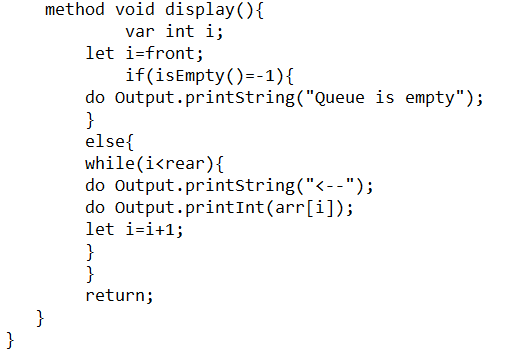 method void display(){
var int i;
let i=front;
if(isEmpty()=-1){
do Output.printString("Queue is empty");
}
else{
while(i<rear){
do Output.printString("<--");
do Output.printInt(arr[i]);
let i=i+1;
}
}
return;
}
}